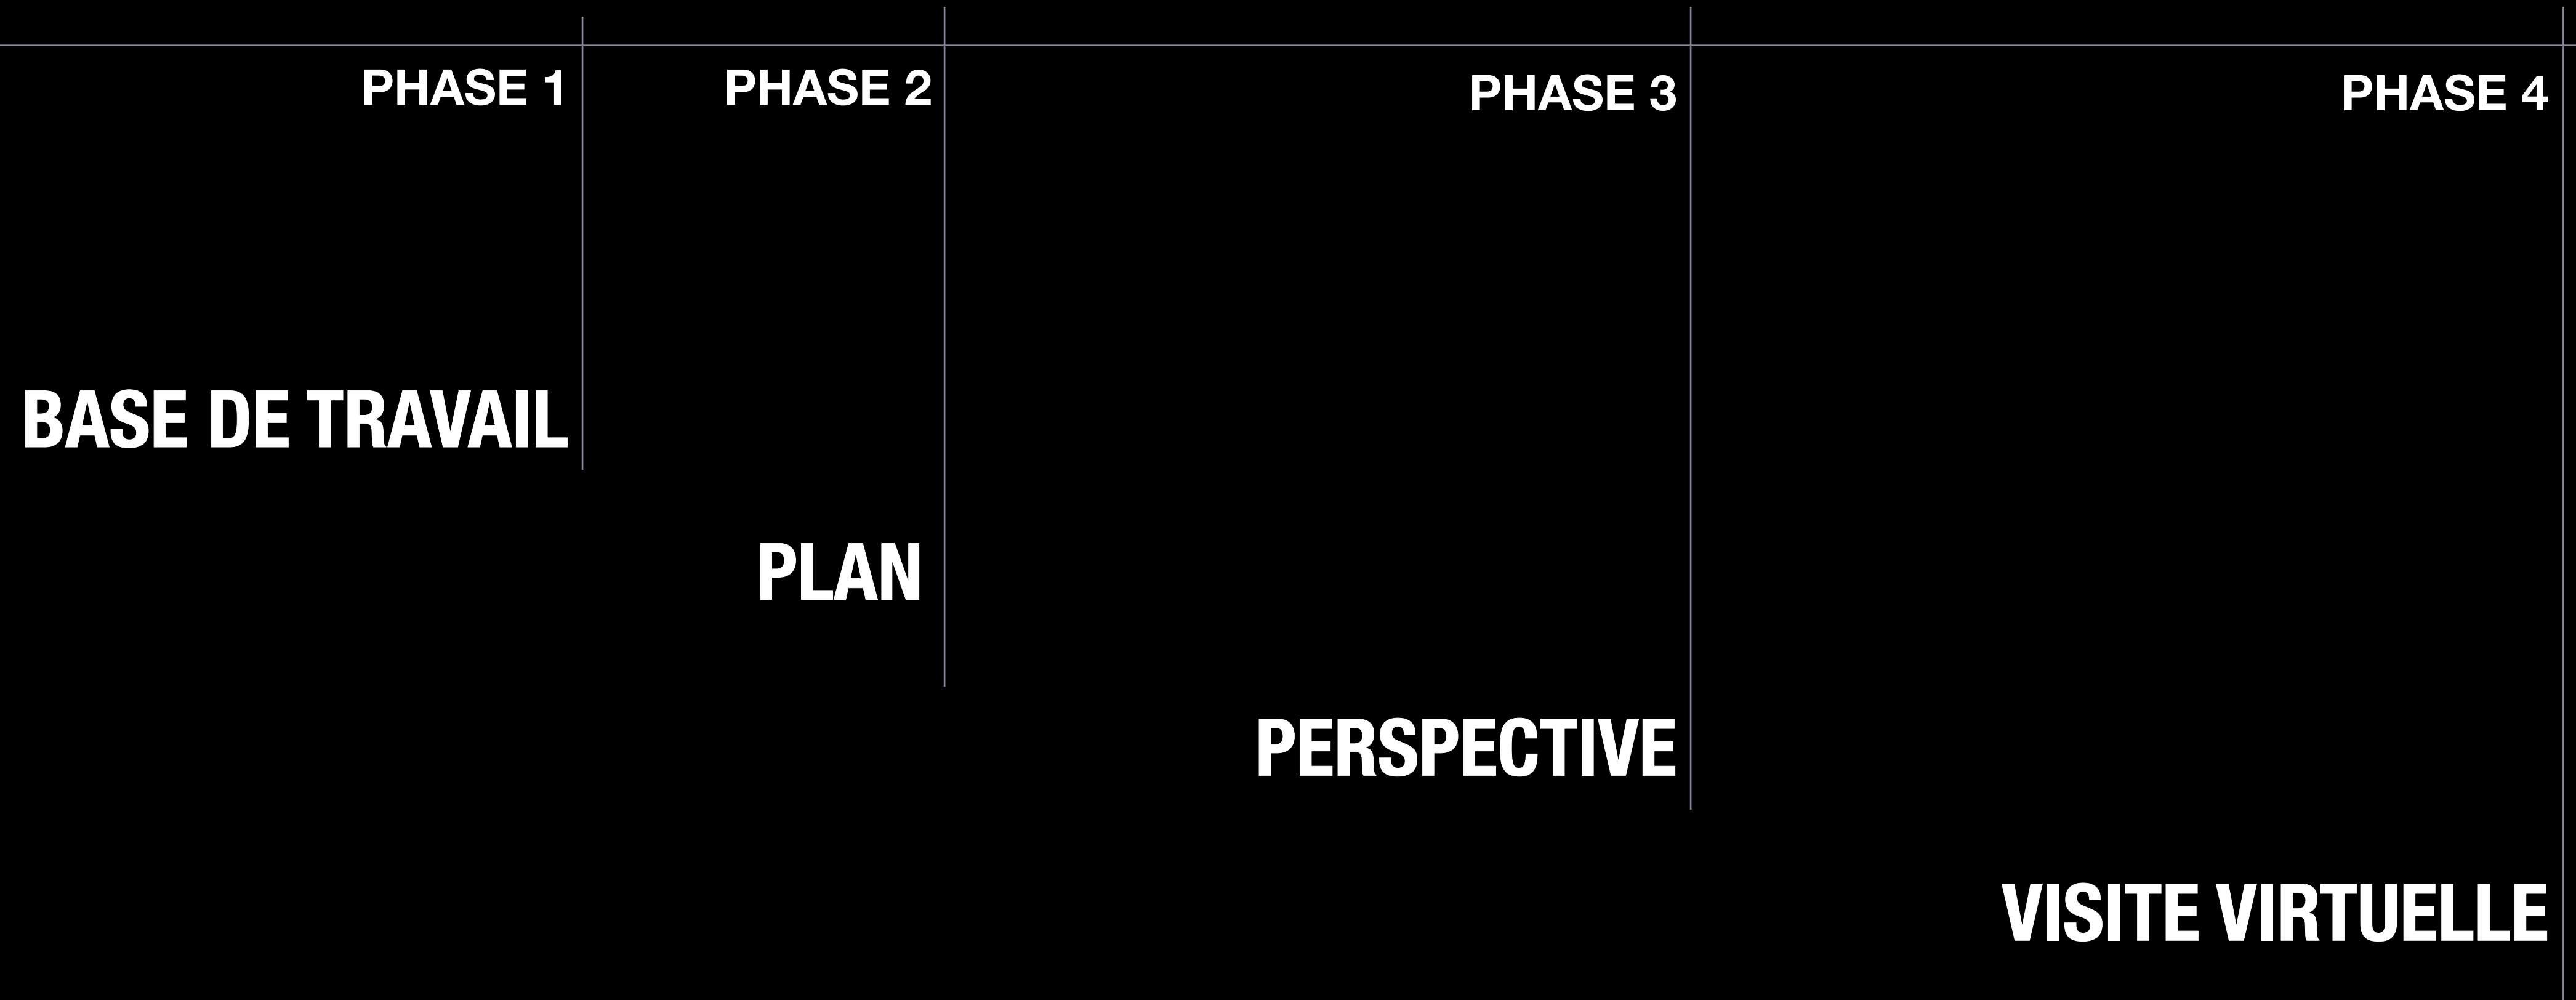 PHASE 1
PHASE 2
PHASE 3
PHASE 4
BASE DE TRAVAIL
PLAN
PERSPECTIVE
VISITE VIRTUELLE